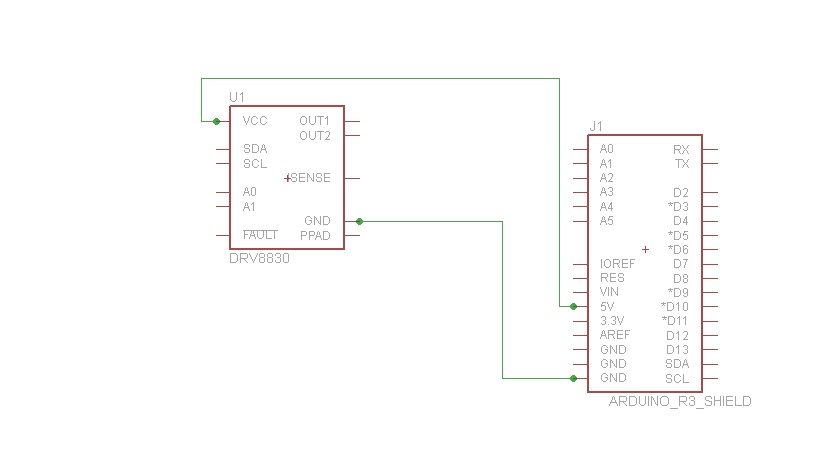 U1
VCC OUT1
OUT2
SDA
SCL
SENSE
A0
A1
GND
FAULT PPAD
DRV8830
J1
A0 RX
A1 TX
A2
A3 D2
A4 *D3
A5 D4
*D5
*D6
IOREF D7
RES D8
VIN *D9
5V *D10
3.3V *D11
AREF D12
GND D13
GND SDA
GND SCL
ARDUINO_R3_SHIELD